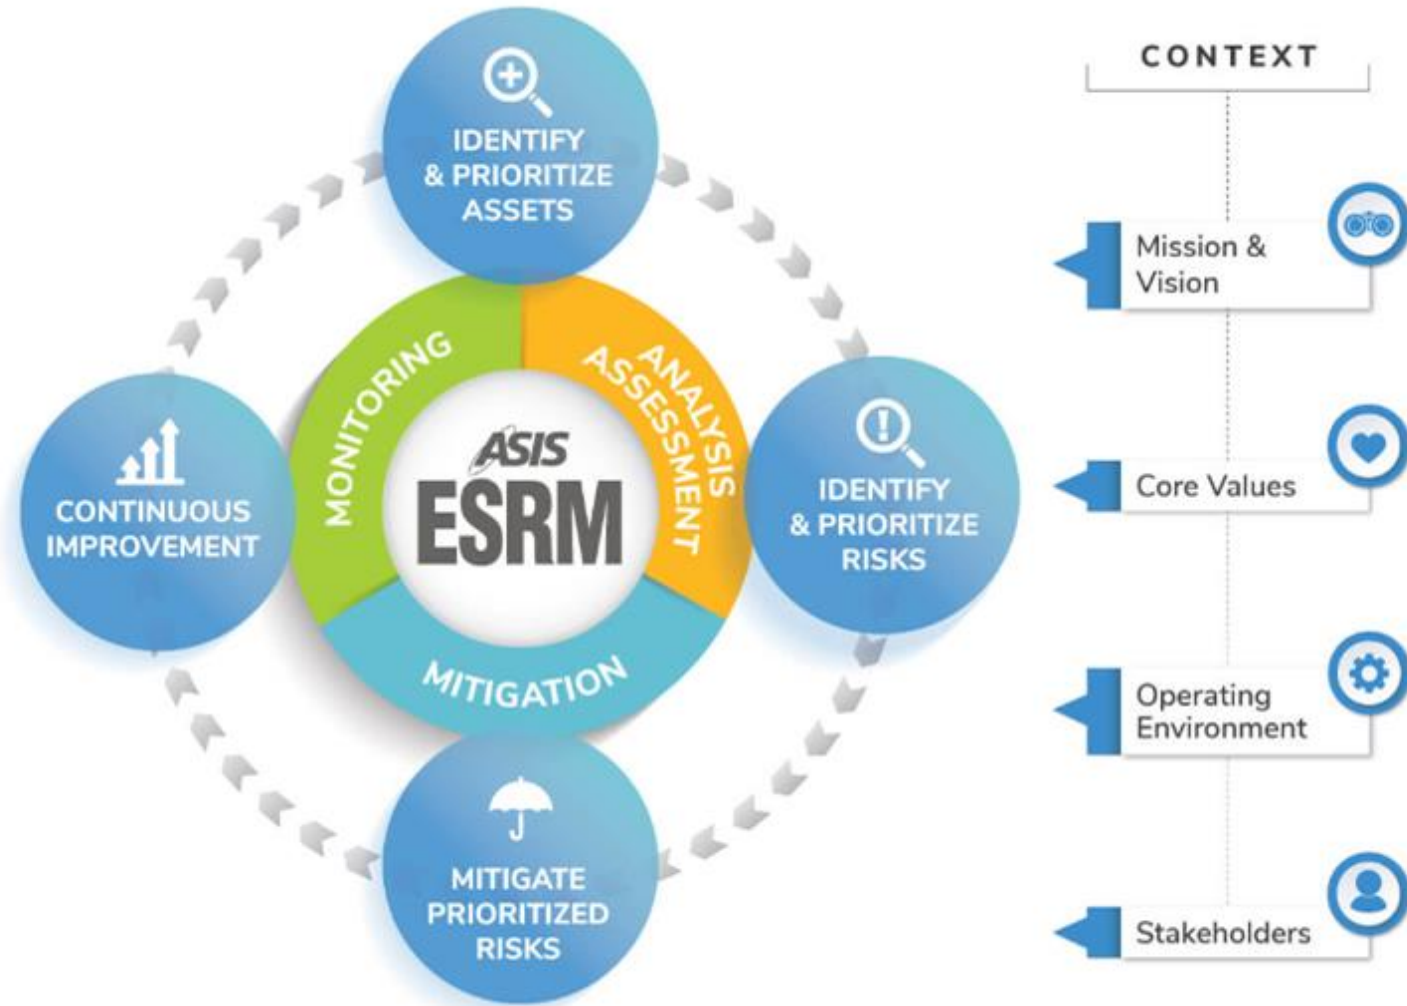 IDENTIFY
& PRIORITIZE
ASSETS
IDENTIFY
& PRIORITIZE
RISKS
MITIGATE
PRIORITIZED
RISKS
CONTINUOUS
IMPROVEMENT
MONITORING
ANALYSIS
ASSESSMENT
MITIGATION
ASIS
ESRM
CONTEXT
Mission &
Vision
Core Values
Operating
Environment
Stakeholders